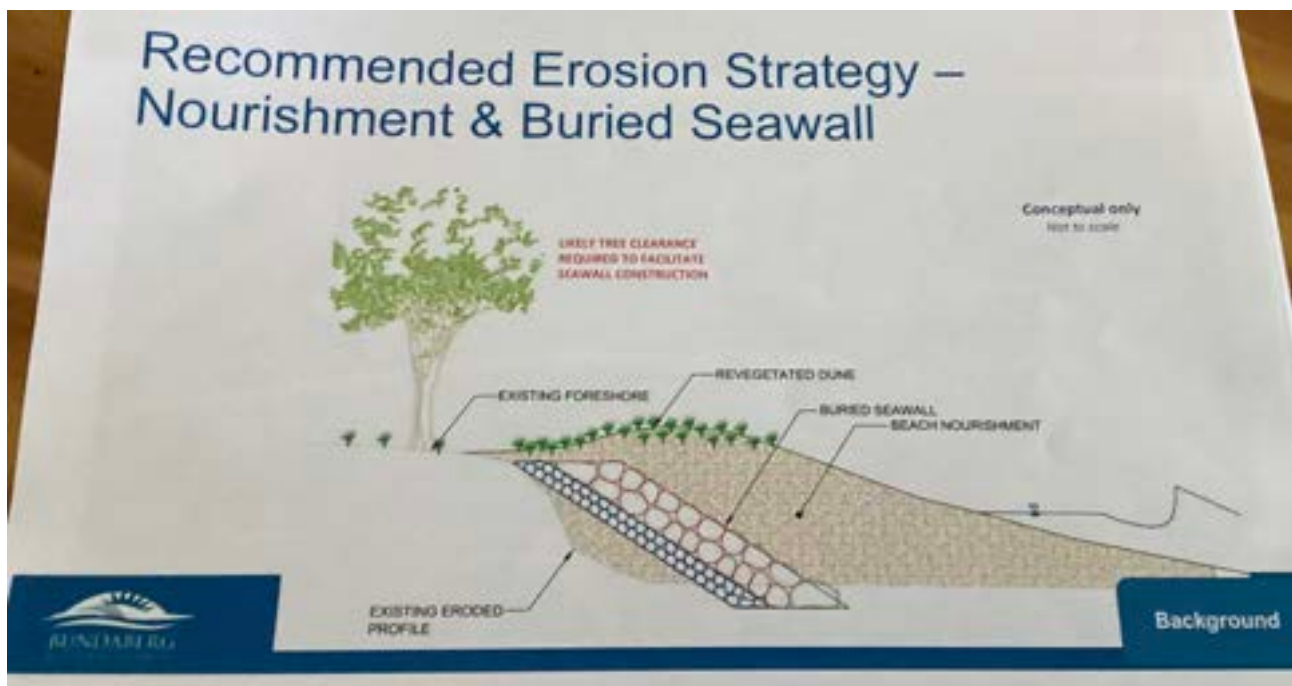 Recommended Erosion Strategy –
Nourishment & Buried Seawall
Conceptual only
Not to scale
LIKELY TREE CLEARANCE
REQUIRED TO FACILITATE
SEAWALL CONSTRUCTION
REVEGETATED DUNE
EXISTING FORESHORE
BURIED SEAWALL
BEACH NOURISHMENT
EXISTING ERODED
PROFILE
BUNDABERG
Background